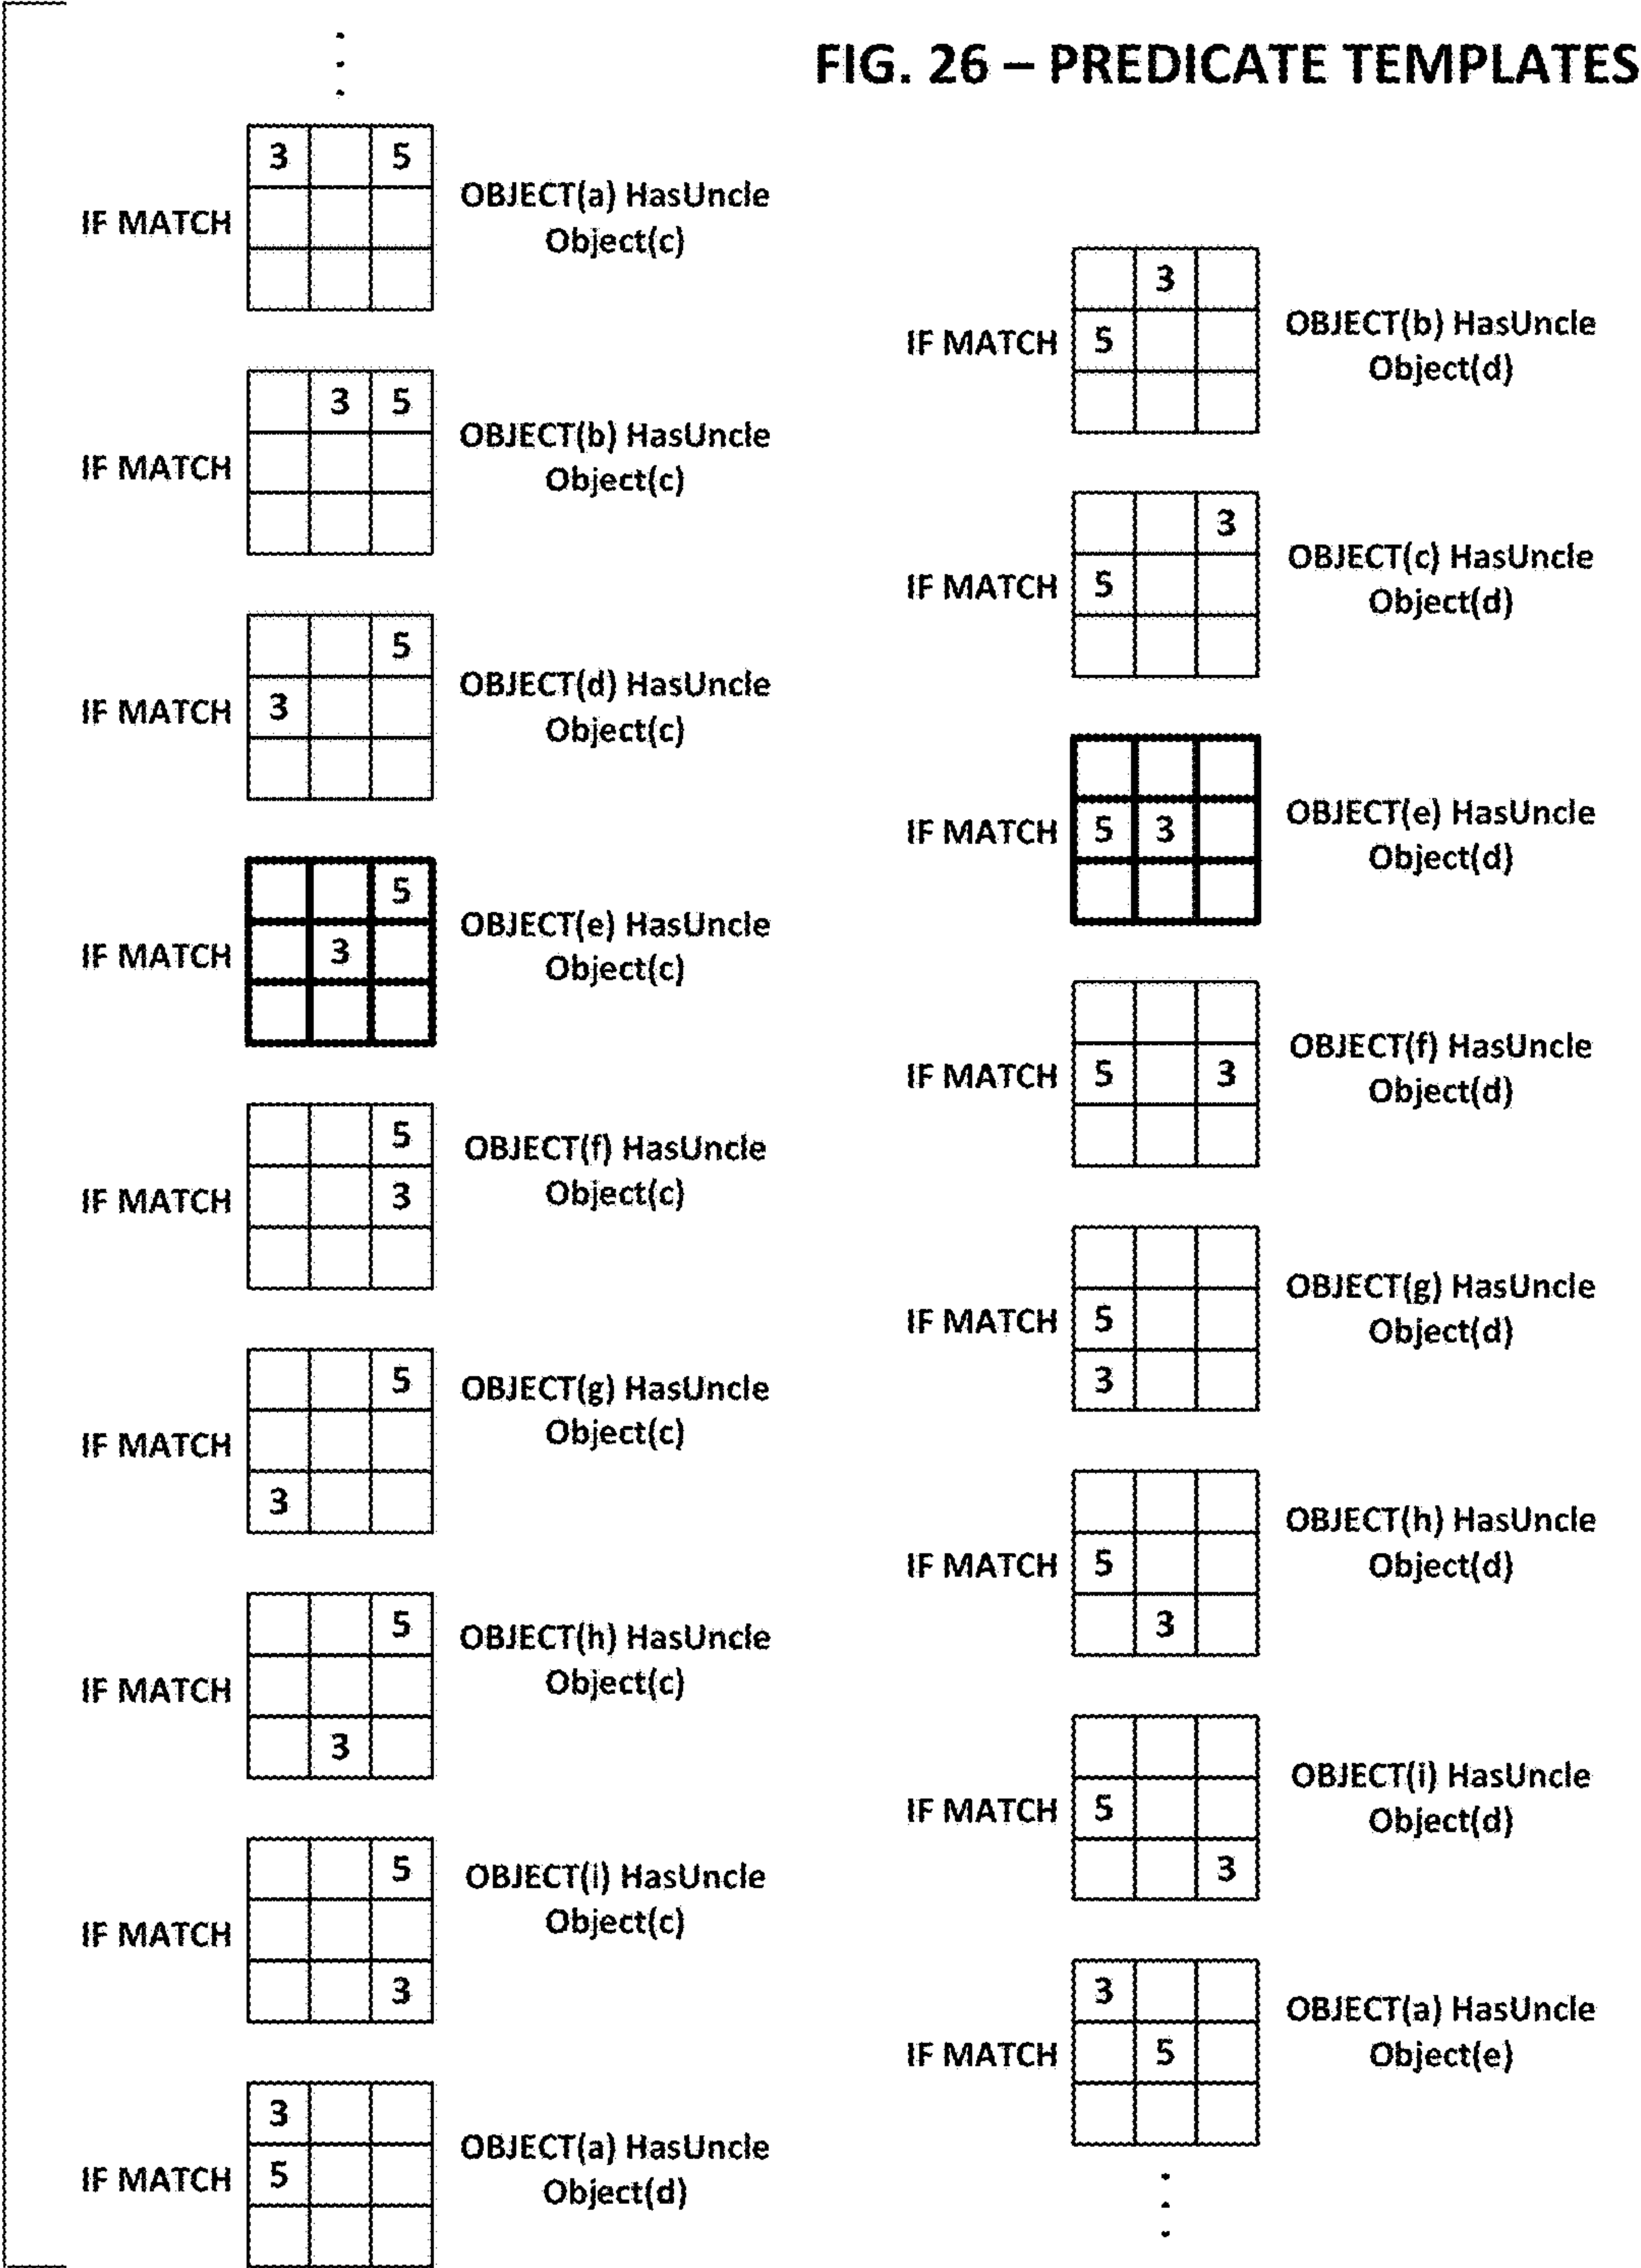 FIG. 26 – PREDICATE TEMPLATES
3 5
IF MATCH
OBJECT(a) HasUncle
Object(c)
3 5
IF MATCH
OBJECT(b) HasUncle
Object(c)
5
3
IF MATCH
OBJECT(d) HasUncle
Object(c)
5
3
IF MATCH
OBJECT(e) HasUncle
Object(c)
5
3
IF MATCH
OBJECT(f) HasUncle
Object(c)
5
3
IF MATCH
OBJECT(g) HasUncle
Object(c)
5
3
IF MATCH
OBJECT(h) HasUncle
Object(c)
5
3
IF MATCH
OBJECT(i) HasUncle
Object(c)
3
5
IF MATCH
OBJECT(a) HasUncle
Object(d)
3
5
IF MATCH
OBJECT(b) HasUncle
Object(d)
3
5
IF MATCH
OBJECT(c) HasUncle
Object(d)
5 3
IF MATCH
OBJECT(e) HasUncle
Object(d)
5 3
IF MATCH
OBJECT(f) HasUncle
Object(d)
5
3
IF MATCH
OBJECT(g) HasUncle
Object(d)
5
3
IF MATCH
OBJECT(h) HasUncle
Object(d)
5
3
IF MATCH
OBJECT(i) HasUncle
Object(d)
3
5
IF MATCH
OBJECT(a) HasUncle
Object(e)